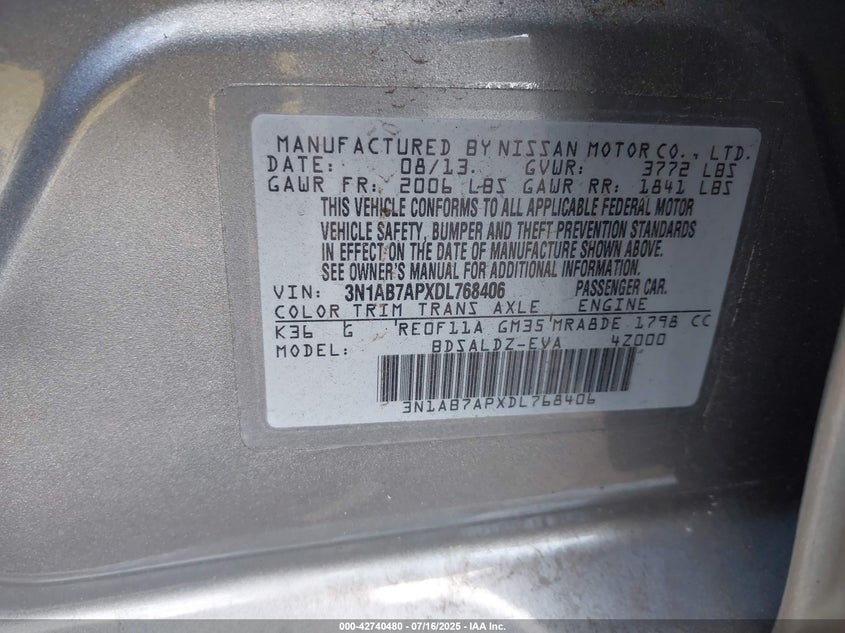 MANUFACTURED BY NISSAN MOTOR CO., LTD.
DATE: 08/13. GVWR: 3772 LBS
GAWR FR: 2006 LBS GAWR RR: 1841 LBS
THIS VEHICLE CONFORMS TO ALL APPLICABLE FEDERAL MOTOR
VEHICLE SAFETY, BUMPER AND THEFT PREVENTION STANDARDS
IN EFFECT ON THE DATE OF MANUFACTURE SHOWN ABOVE.
SEE OWNER'S MANUAL FOR ADDITIONAL INFORMATION.
VIN: 3N1AB7APXDL768406 PASSENGER CAR.
COLOR TRIM TRANS AXLE ENGINE
K36 G RE0F11A GM35 MRA8DE 1798 CC
MODEL: BDSALDZ-EVA 4Z000
3N1AB7APXDL768406
000-42740480 - 07/16/2025 - IAA Inc.